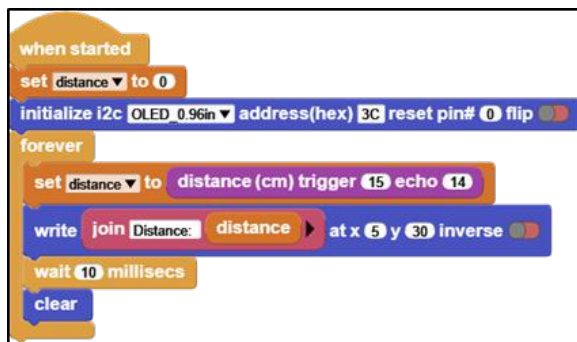 when started
set distance to 0
initialize i2c OLED_0.96in address(hex) 3C reset pin# 0 flip
forever
set distance to distance (cm) trigger 15 echo 14
write join Distance: distance at x 5 y 30 inverse
wait 10 millisecs
clear